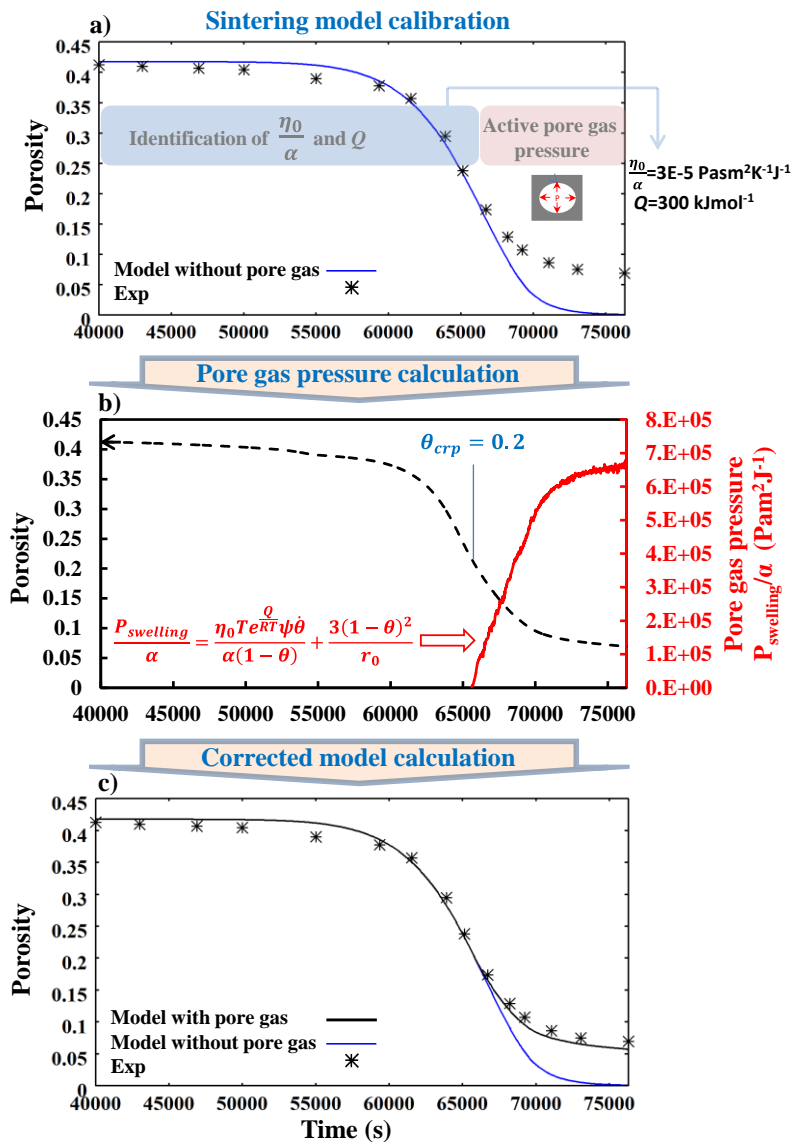 a) Sintering model calibration
0.45
0.4
0.35
0.3
0.25
0.2
0.15
0.1
0.05
0
Porosity
Identification of η₀/α and Q
Active pore gas
pressure
P
η₀/α=3E-5 Pasm²K⁻¹J⁻¹
Q=300 kJmol⁻¹
Model without pore gas
Exp
40000 45000 50000 55000 60000 65000 70000 75000
Pore gas pressure calculation
b)
0.45
0.4
0.35
0.3
0.25
0.2
0.15
0.1
0.05
0
Porosity
θcrp = 0.2
Pswelling/α = η₀Te^(Q/RT)ψθ̇/α(1−θ) + 3(1−θ)²/r₀
8.E+05
7.E+05
6.E+05
5.E+05
4.E+05
3.E+05
2.E+05
1.E+05
0.E+00
Pore gas pressure
Pswelling/α (Pam²J⁻¹)
40000 45000 50000 55000 60000 65000 70000 75000
Corrected model calculation
c)
0.45
0.4
0.35
0.3
0.25
0.2
0.15
0.1
0.05
0
Porosity
Model with pore gas
Model without pore gas
Exp
40000 45000 50000 55000 60000 65000 70000 75000
Time (s)